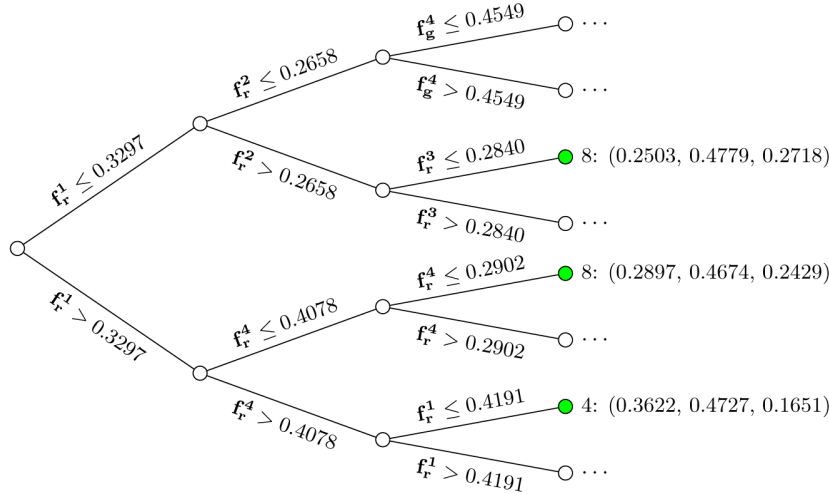 f_g^4 ≤ 0.4549
...
f_r^2 ≤ 0.2658
f_g^4 > 0.4549
...
f_r^1 ≤ 0.3297
f_r^3 ≤ 0.2840
8: (0.2503, 0.4779, 0.2718)
f_r^2 > 0.2658
f_r^3 > 0.2840
...
f_r^4 ≤ 0.2902
8: (0.2897, 0.4674, 0.2429)
f_r^1 > 0.3297
f_r^4 ≤ 0.4078
f_r^4 > 0.2902
...
f_r^1 ≤ 0.4191
4: (0.3622, 0.4727, 0.1651)
f_r^4 > 0.4078
f_r^1 > 0.4191
...